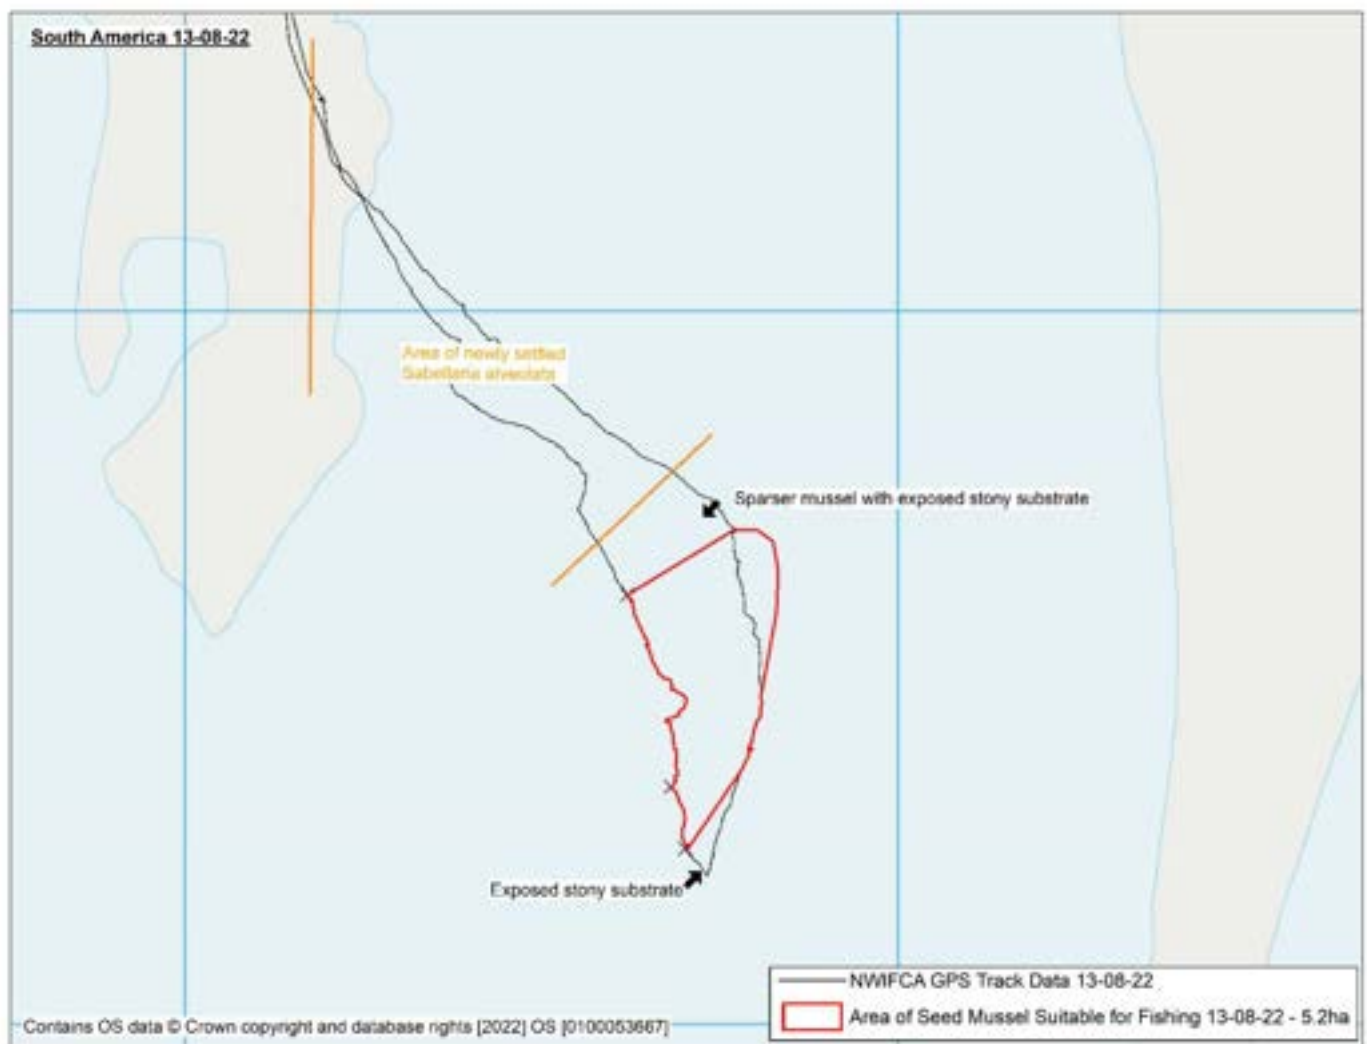 South America 13-08-22
Area of newly settled
Sabellaria alveolata
Sparser mussel with exposed stony substrate
Exposed stony substrate
NWIFCA GPS Track Data 13-08-22
Area of Seed Mussel Suitable for Fishing 13-08-22 - 5.2ha
Contains OS data © Crown copyright and database rights [2022] OS [0100053667]